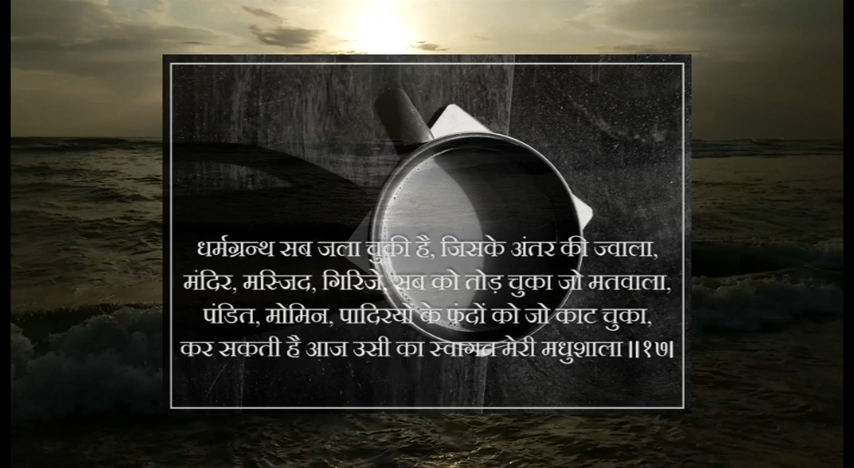 धर्मग्रन्थ सब जला चुकी है, जिसके अंतर की ज्वाला,
मंदिर, मस्जिद, गिरिजे, सब को तोड़ चुका जो मतवाला,
पंडित, मोमिन, पादिरयों के फ़ंदों को जो काट चुका,
कर सकती है आज उसी का स्वागत मेरी मधुशाला।।१७।